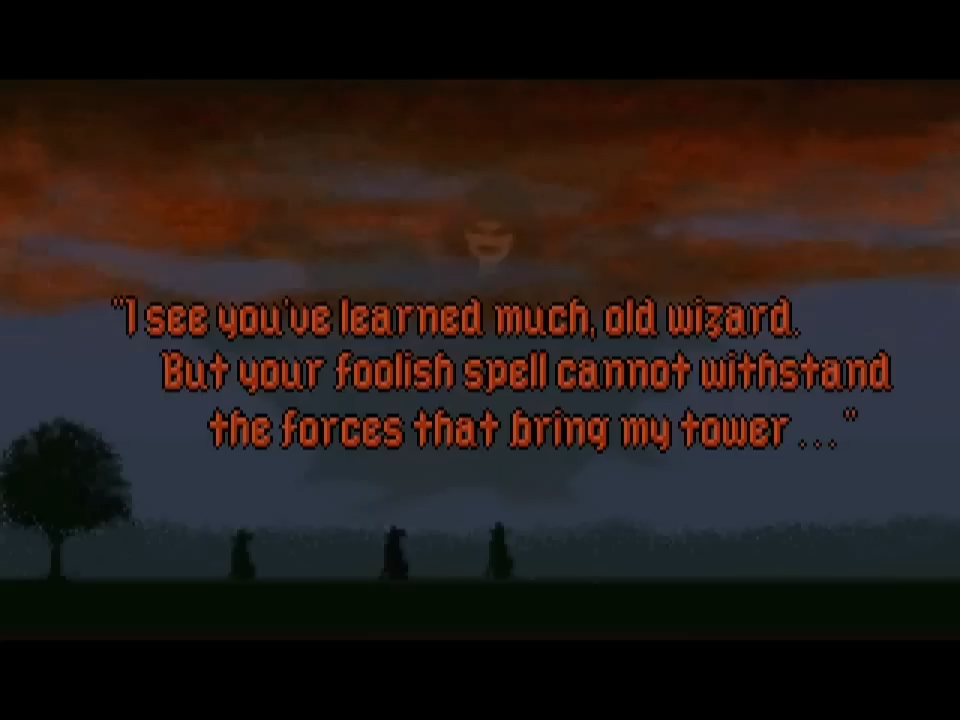 "I see you've learned much, old wizard.
But your foolish spell cannot withstand
the forces that bring my tower..."